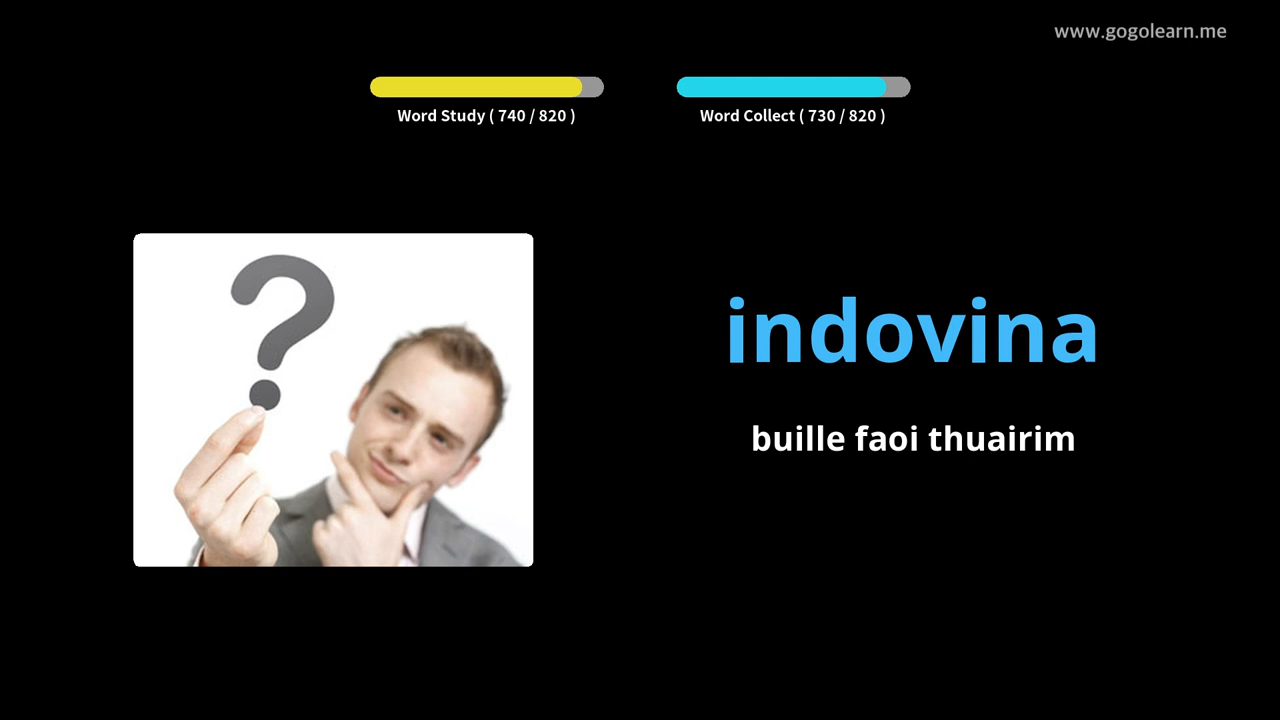 www.gogolearn.me
Word Study ( 740 / 820 )
Word Collect ( 730 / 820 )
?
indovina
buille faoi thuairim